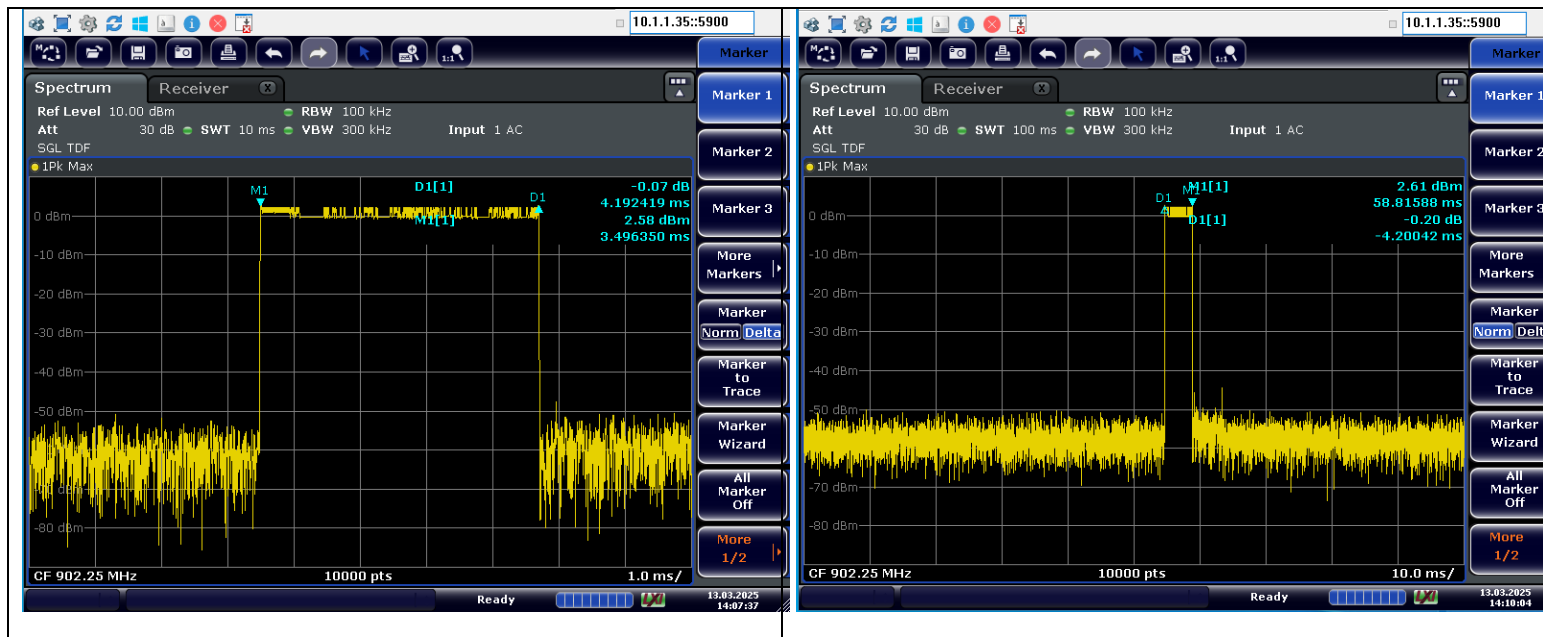 10.1.1.35::5900
Marker
Spectrum
Receiver
Marker 1
Ref Level 10.00 dBm
RBW 100 kHz
Att 30 dB
SWT 10 ms
VBW 300 kHz
Input 1 AC
SGL TDF
Marker 2
1Pk Max
M1
D1[1]
-0.07 dB
D1
4.192419 ms
0 dBm
M1[1]
2.58 dBm
3.496350 ms
Marker 3
-10 dBm
More
Markers
-20 dBm
Marker
Norm Delta
-30 dBm
Marker
to
Trace
-40 dBm
-50 dBm
Marker
Wizard
All
Marker
Off
-80 dBm
More
1/2
CF 902.25 MHz
10000 pts
1.0 ms/
Ready
LXI
13.03.2025
14:07:37
10.1.1.35::5900
Marker
1:1
Spectrum
Receiver
Marker 1
Ref Level 10.00 dBm
RBW 100 kHz
Att 30 dB
SWT 100 ms
VBW 300 kHz
Input 1 AC
SGL TDF
Marker 2
1Pk Max
M1[1]
2.61 dBm
D1
M1
58.81588 ms
0 dBm
D1[1]
-0.20 dB
-4.20042 ms
Marker 3
-10 dBm
More
Markers
-20 dBm
Marker
Norm Delt
-30 dBm
Marker
to
Trace
-40 dBm
-50 dBm
Marker
Wizard
-70 dBm
All
Marker
Off
-80 dBm
More
1/2
CF 902.25 MHz
10000 pts
10.0 ms/
Ready
LXI
13.03.2025
14:10:04